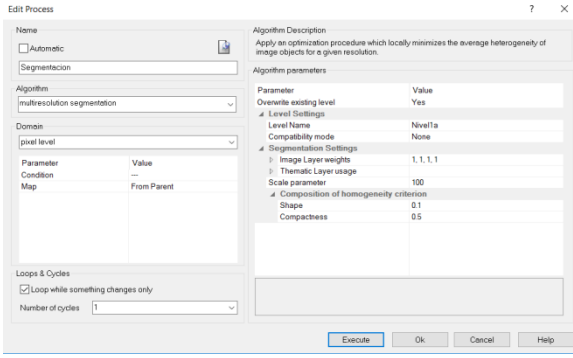 Edit Process
? ×
Name
Automatic
Segmentacion
Algorithm
multiresolution segmentation
Domain
pixel level
Parameter Value
Condition ---
Map From Parent
Loops & Cycles
Loop while something changes only
Number of cycles 1
Algorithm Description
Apply an optimization procedure which locally minimizes the average heterogeneity of
image objects for a given resolution.
Algorithm parameters
Parameter Value
Overwrite existing level Yes
Level Settings
Level Name Nivel1a
Compatibility mode None
Segmentation Settings
Image Layer weights 1, 1, 1, 1
Thematic Layer usage
Scale parameter 100
Composition of homogeneity criterion
Shape 0.1
Compactness 0.5
Execute Ok Cancel Help